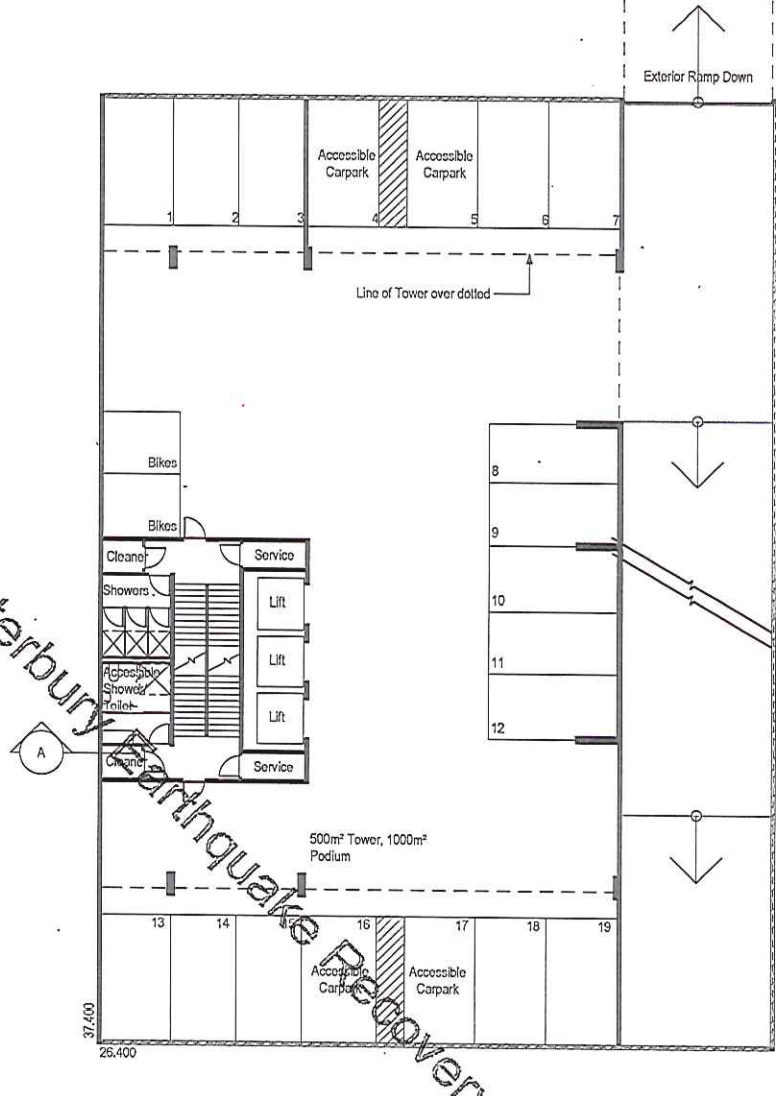 Exterior Ramp Down
Accessible
Carpark
Accessible
Carpark
1
2
3
4
5
6
7
Line of Tower over dotted
Bikes
Bikes
8
9
10
11
12
Cleaner
Service
Showers
Lift
Lift
Lift
Accessible
Shower
Toilet
A
Cleaner
Service
500m² Tower, 1000m²
Podium
13
14
15
16
17
18
19
Accessible
Carpark
Accessible
Carpark
37.400
26.400
terbury Earthquake Recovery